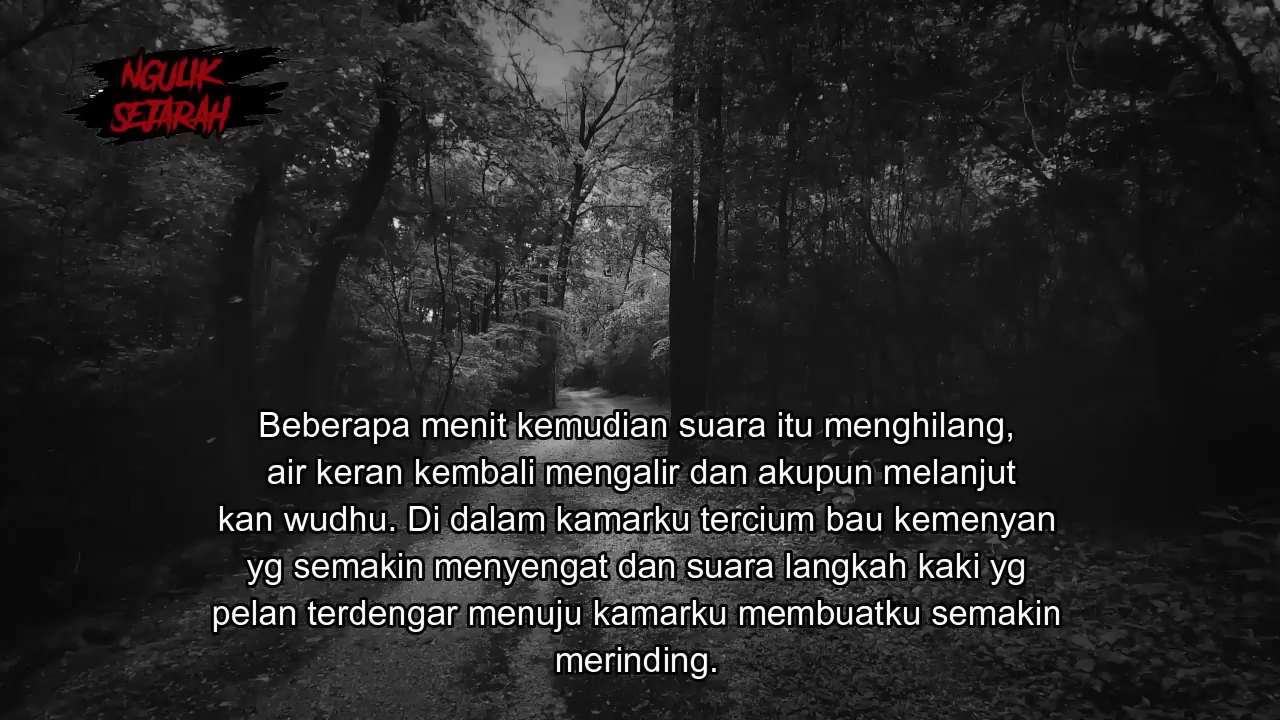 NGULIK
SEJARAH
Beberapa menit kemudian suara itu menghilang,
air keran kembali mengalir dan akupun melanjut
kan wudhu. Di dalam kamarku tercium bau kemenyan
yg semakin menyengat dan suara langkah kaki yg
pelan terdengar menuju kamarku membuatku semakin
merinding.